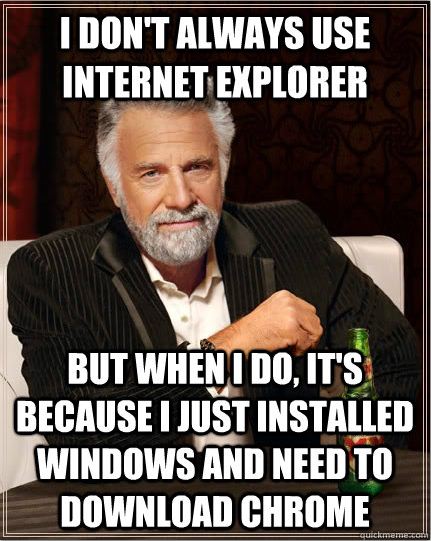 I DON'T ALWAYS USE
INTERNET EXPLORER
BUT WHEN I DO, IT'S
BECAUSE I JUST INSTALLED
WINDOWS AND NEED TO
DOWNLOAD CHROME
quickmeme.com